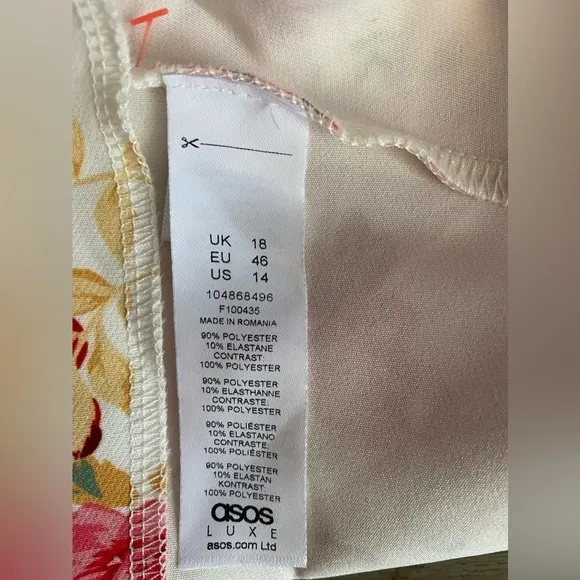 UK 18
EU 46
US 14
104868496
F100435
MADE IN ROMANIA
90% POLYESTER
10% ELASTANE
CONTRAST:
100% POLYESTER
90% POLYESTER
10% ELASTHANNE
CONTRASTE:
100% POLYESTER
90% POLIÉSTER
10% ELASTANO
CONTRASTE:
100% POLIÉSTER
90% POLYESTER
10% ELASTAN
KONTRAST
100% POLYESTER
asos
LUXE
asos.com Ltd